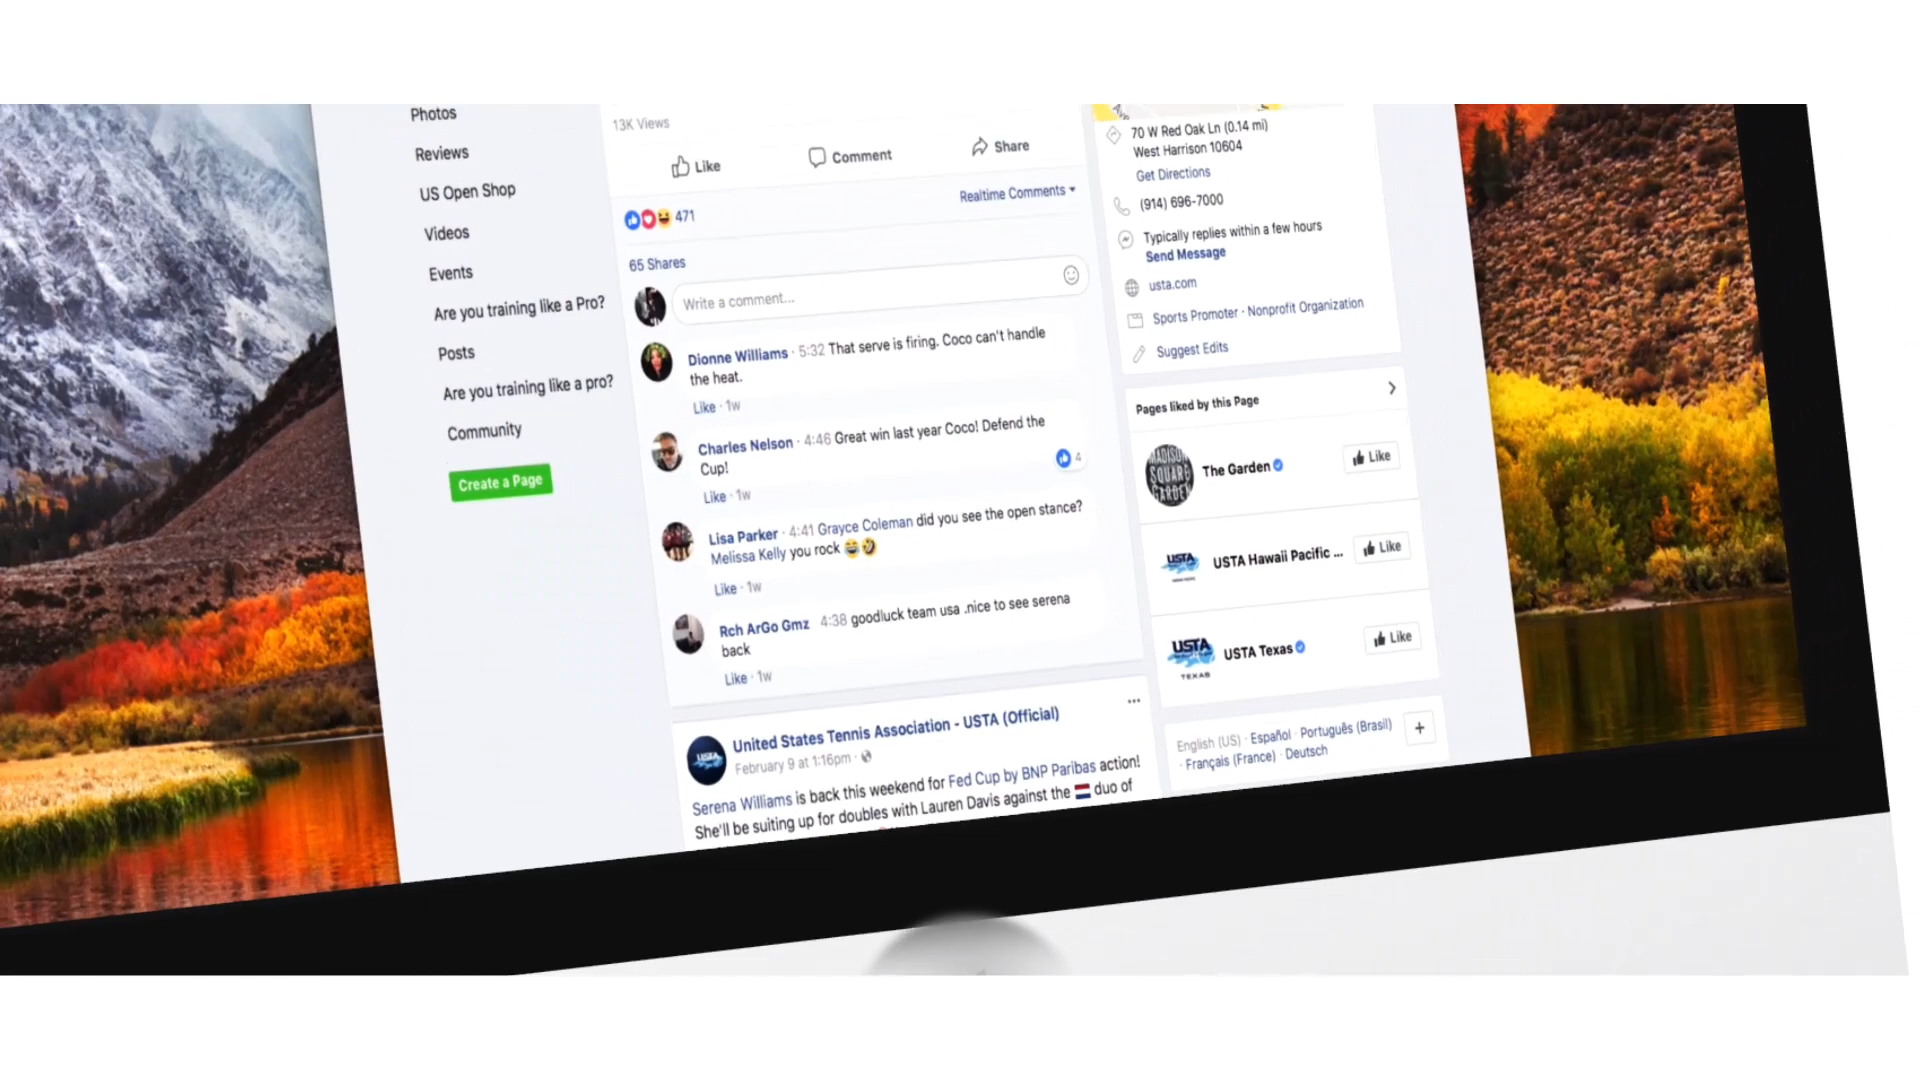 Photos
Reviews
US Open Shop
Videos
Events
Are you training like a Pro?
Posts
Are you training like a pro?
Community
Create a Page
13K Views
Like
Comment
Share
471
Realtime Comments
65 Shares
Write a comment...
Dionne Williams · 5:32 That serve is firing. Coco can't handle
the heat.
Like · 1w
Charles Nelson · 4:46 Great win last year Coco! Defend the
Cup!
4
Like · 1w
Lisa Parker · 4:41 Grayce Coleman did you see the open stance?
Melissa Kelly you rock 😂🤣
Like · 1w
Rch ArGo Gmz 4:38 goodluck team usa .nice to see serena
back
Like · 1w
United States Tennis Association - USTA (Official)
February 9 at 1:16pm ·
Serena Williams is back this weekend for Fed Cup by BNP Paribas action!
She'll be suiting up for doubles with Lauren Davis against the 🇳🇱 duo of
USTA
70 W Red Oak Ln (0.14 mi)
West Harrison 10604
Get Directions
(914) 696-7000
Typically replies within a few hours
Send Message
usta.com
Sports Promoter · Nonprofit Organization
Suggest Edits
Pages liked by this Page
MADISON
SQUARE
GARDEN
The Garden
Like
USTA
USTA Hawaii Pacific ...
Like
USTA
TEXAS
USTA Texas
Like
English (US) · Español · Português (Brasil)
· Français (France) · Deutsch
+